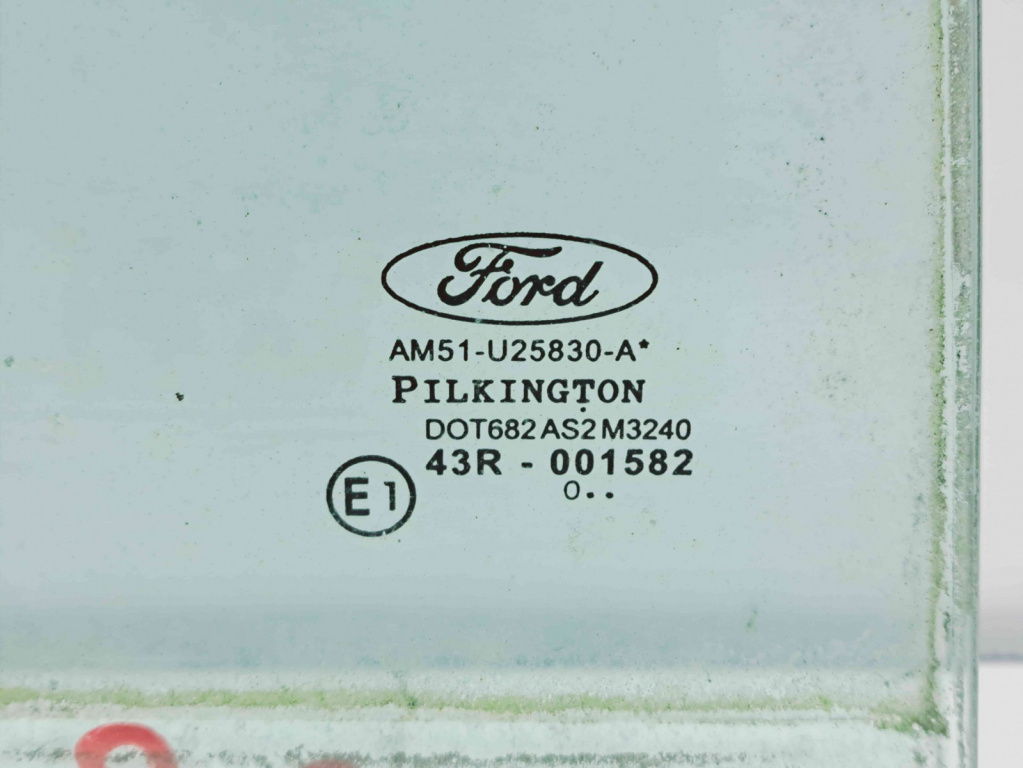 Ford
AM51-U25830-A*
PILKINGTON
DOT682 AS2 M3240
43R - 001582
E1
0..